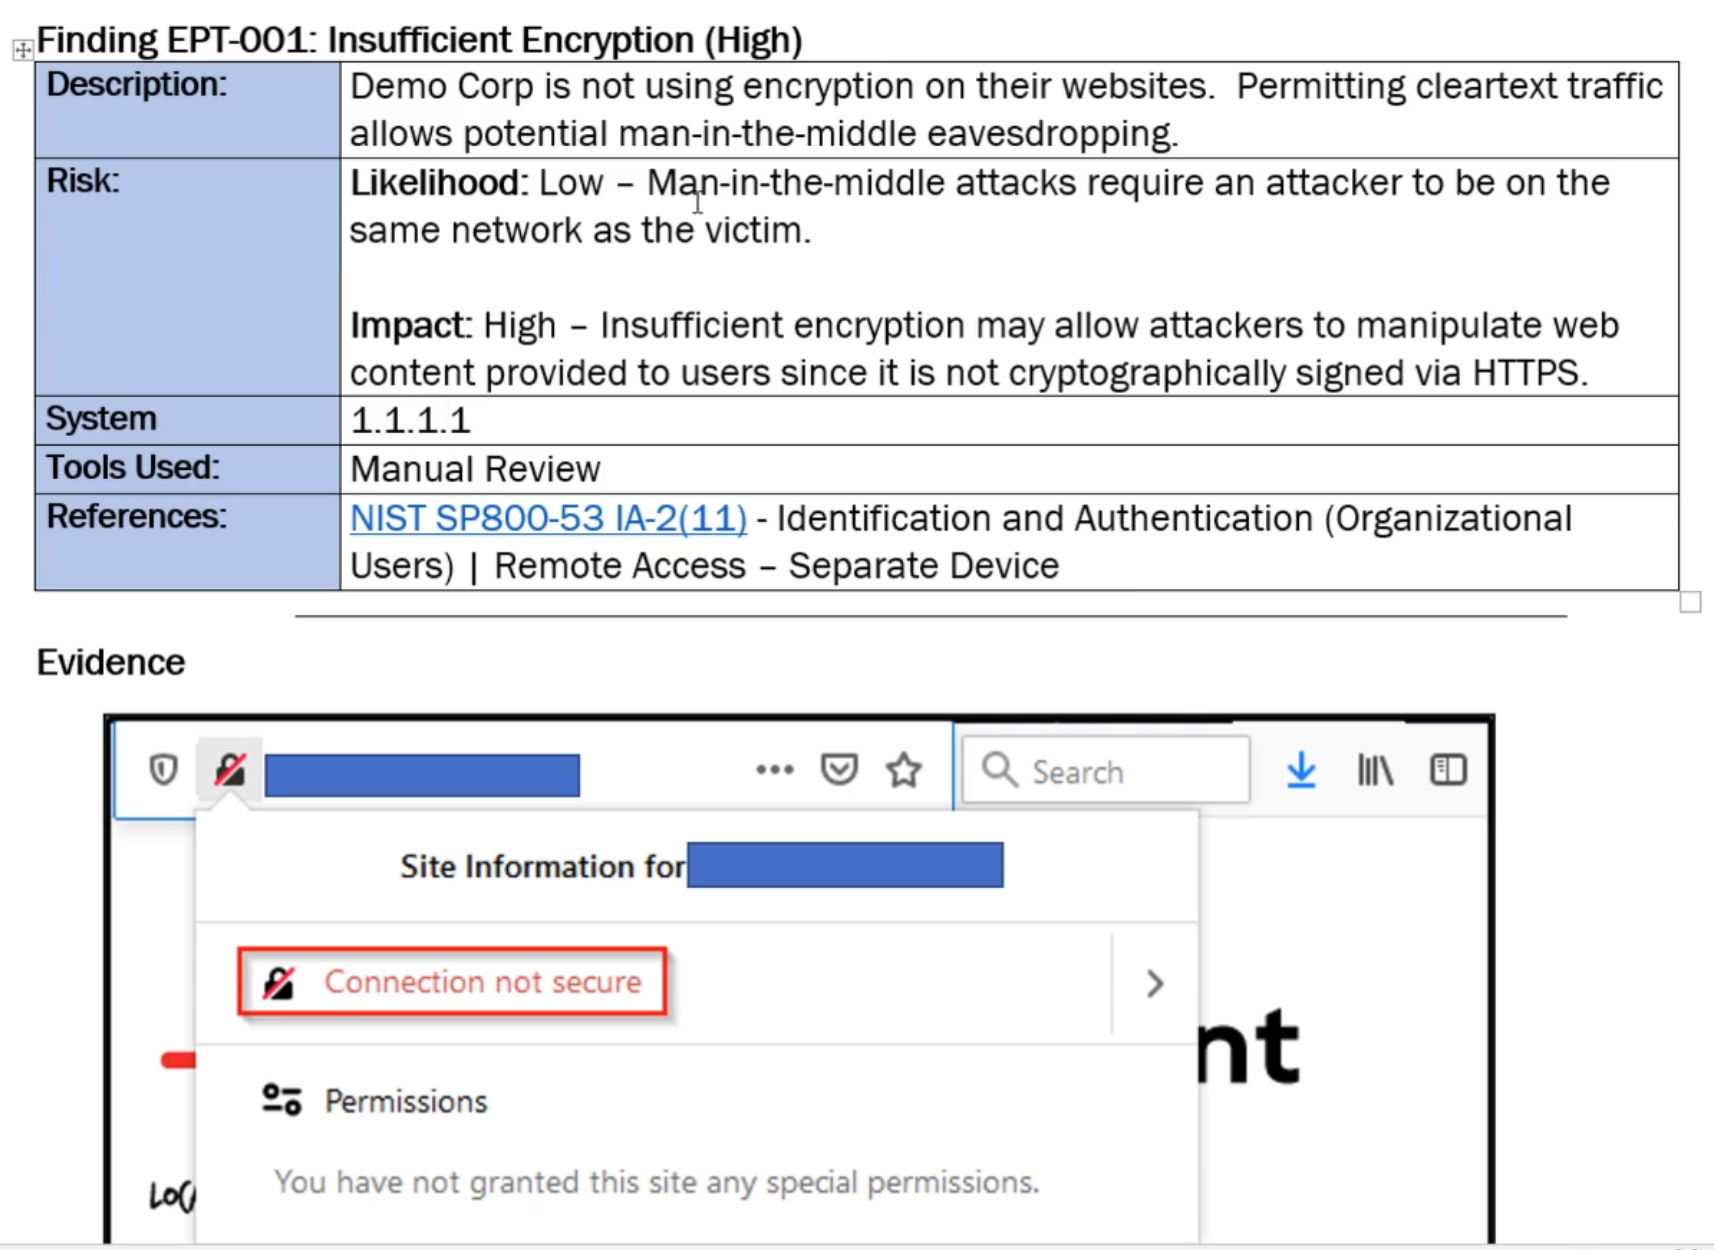 Finding EPT-001: Insufficient Encryption (High)
Description:
Demo Corp is not using encryption on their websites.  Permitting cleartext traffic
allows potential man-in-the-middle eavesdropping.
Risk:
Likelihood: Low – Man-in-the-middle attacks require an attacker to be on the
same network as the victim.
Impact: High – Insufficient encryption may allow attackers to manipulate web
content provided to users since it is not cryptographically signed via HTTPS.
System
1.1.1.1
Tools Used:
Manual Review
References:
NIST SP800-53 IA-2(11) - Identification and Authentication (Organizational
Users) | Remote Access – Separate Device
Evidence
Search
Site Information for
Connection not secure
nt
Permissions
You have not granted this site any special permissions.